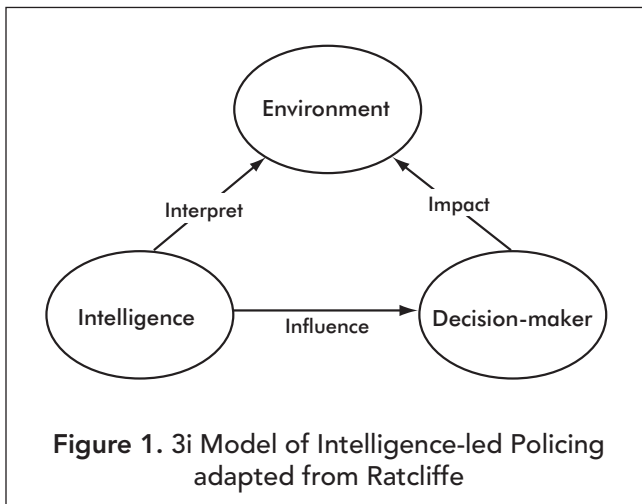 Environment
Interpret
Impact
Intelligence
Influence
Decision-maker
Figure 1. 3i Model of Intelligence-led Policing
adapted from Ratcliffe